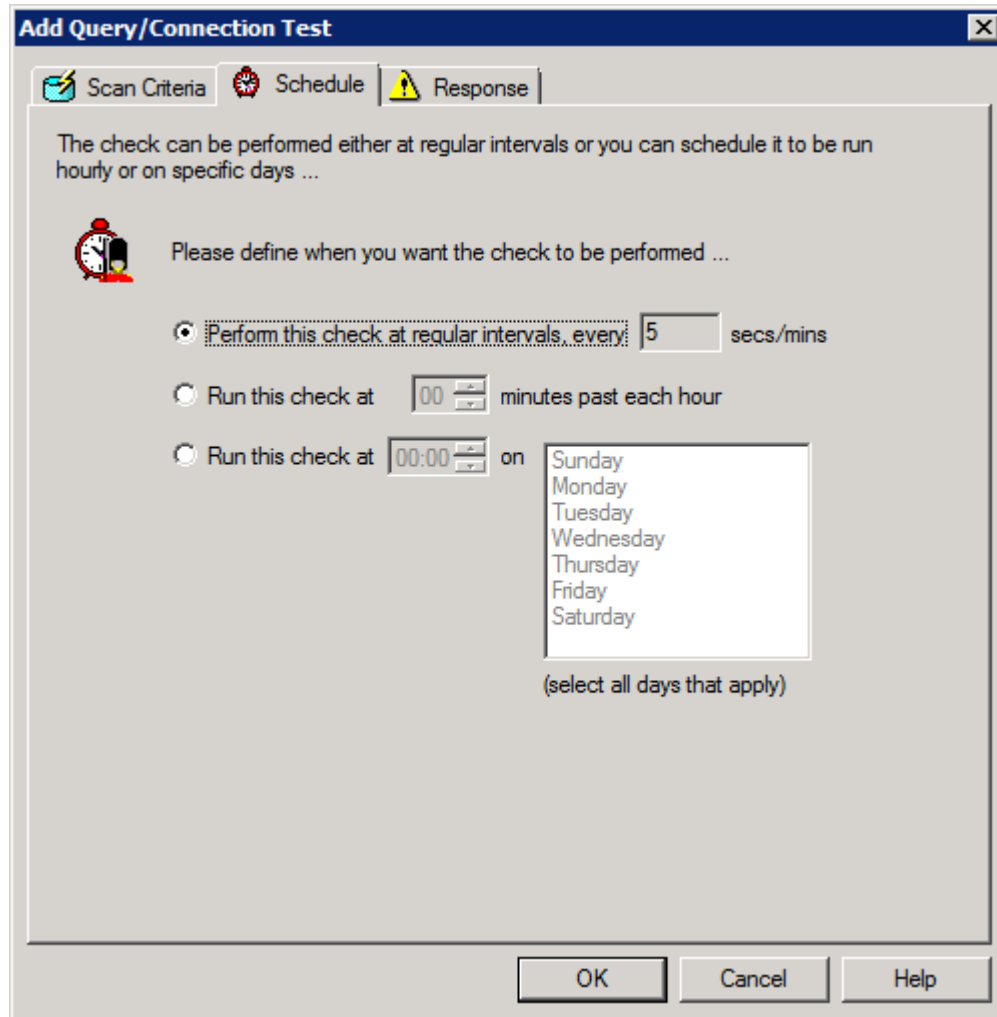 Add Query/Connection Test
Scan Criteria Schedule Response
The check can be performed either at regular intervals or you can schedule it to be run
hourly or on specific days ...
Please define when you want the check to be performed ...
Perform this check at regular intervals, every 5 secs/mins
Run this check at 00 minutes past each hour
Run this check at 00:00 on
Sunday
Monday
Tuesday
Wednesday
Thursday
Friday
Saturday
(select all days that apply)
OK Cancel Help